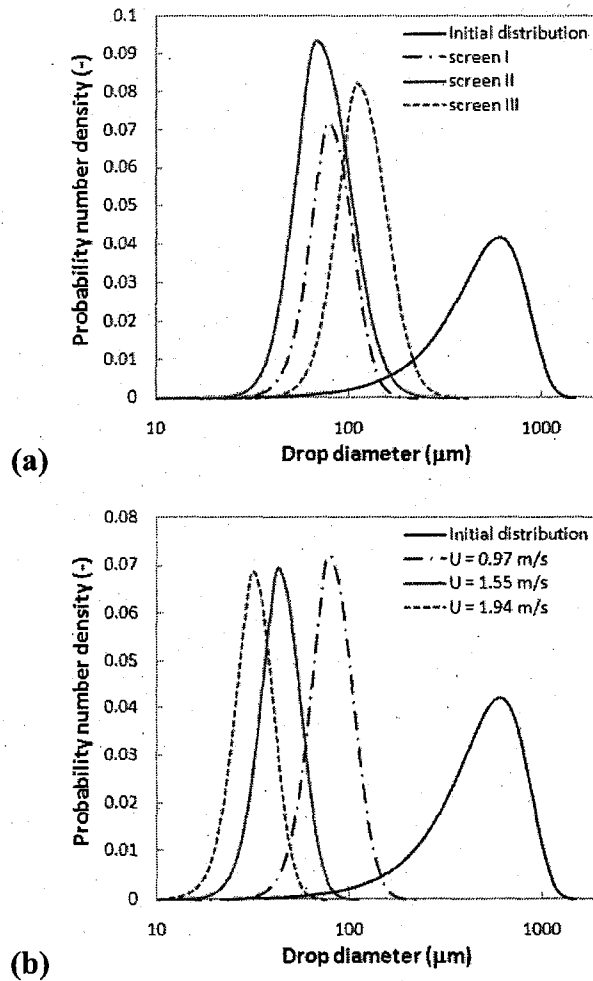 0.1
0.09
0.08
0.07
0.06
0.05
0.04
0.03
0.02
0.01
0
Probability number density (-)
Initial distribution
screen I
screen II
screen III
10
100
1000
Drop diameter (µm)
(a)
0.08
0.07
0.06
0.05
0.04
0.03
0.02
0.01
0
Probability number density (-)
Initial distribution
U = 0.97 m/s
U = 1.55 m/s
U = 1.94 m/s
10
100
1000
Drop diameter (µm)
(b)